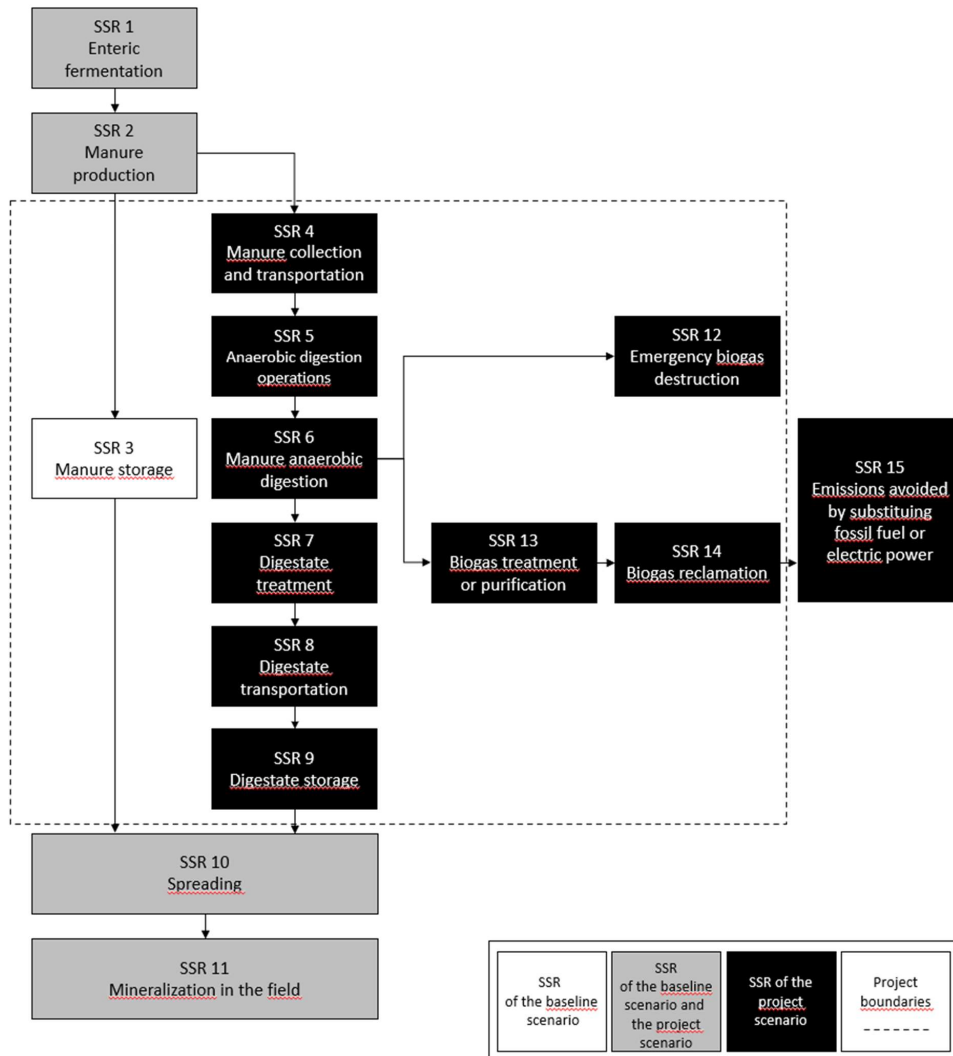 SSR 1
Enteric
fermentation
SSR 2
Manure
production
SSR 4
Manure collection
and transportation
SSR 5
Anaerobic digestion
operations
SSR 12
Emergency biogas
destruction
SSR 3
Manure storage
SSR 6
Manure anaerobic
digestion
SSR 15
Emissions avoided
by substituing
fossil fuel or
electric power
SSR 7
Digestate
treatment
SSR 13
Biogas treatment
or purification
SSR 14
Biogas reclamation
SSR 8
Digestate
transportation
SSR 9
Digestate storage
SSR 10
Spreading
SSR 11
Mineralization in the field
SSR
of the baseline
scenario
SSR
of the baseline
scenario and
the project
scenario
SSR of the
project
scenario
Project
boundaries